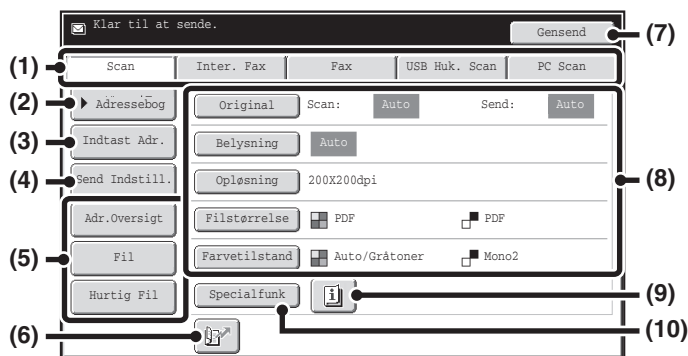 Klar til at sende.
Gensend
(7)
(1)
Scan
Inter. Fax
Fax
USB Huk. Scan
PC Scan
(2)
Adressebog
Original
Scan:
Auto
Send:
Auto
(3)
Indtast Adr.
Belysning
Auto
(4)
Send Indstill.
Opløsning
200X200dpi
(8)
Adr.Oversigt
Filstørrelse
PDF
PDF
(5)
Fil
Farvetilstand
Auto/Gråtoner
Mono2
Hurtig Fil
Specialfunk
(9)
(6)
(10)